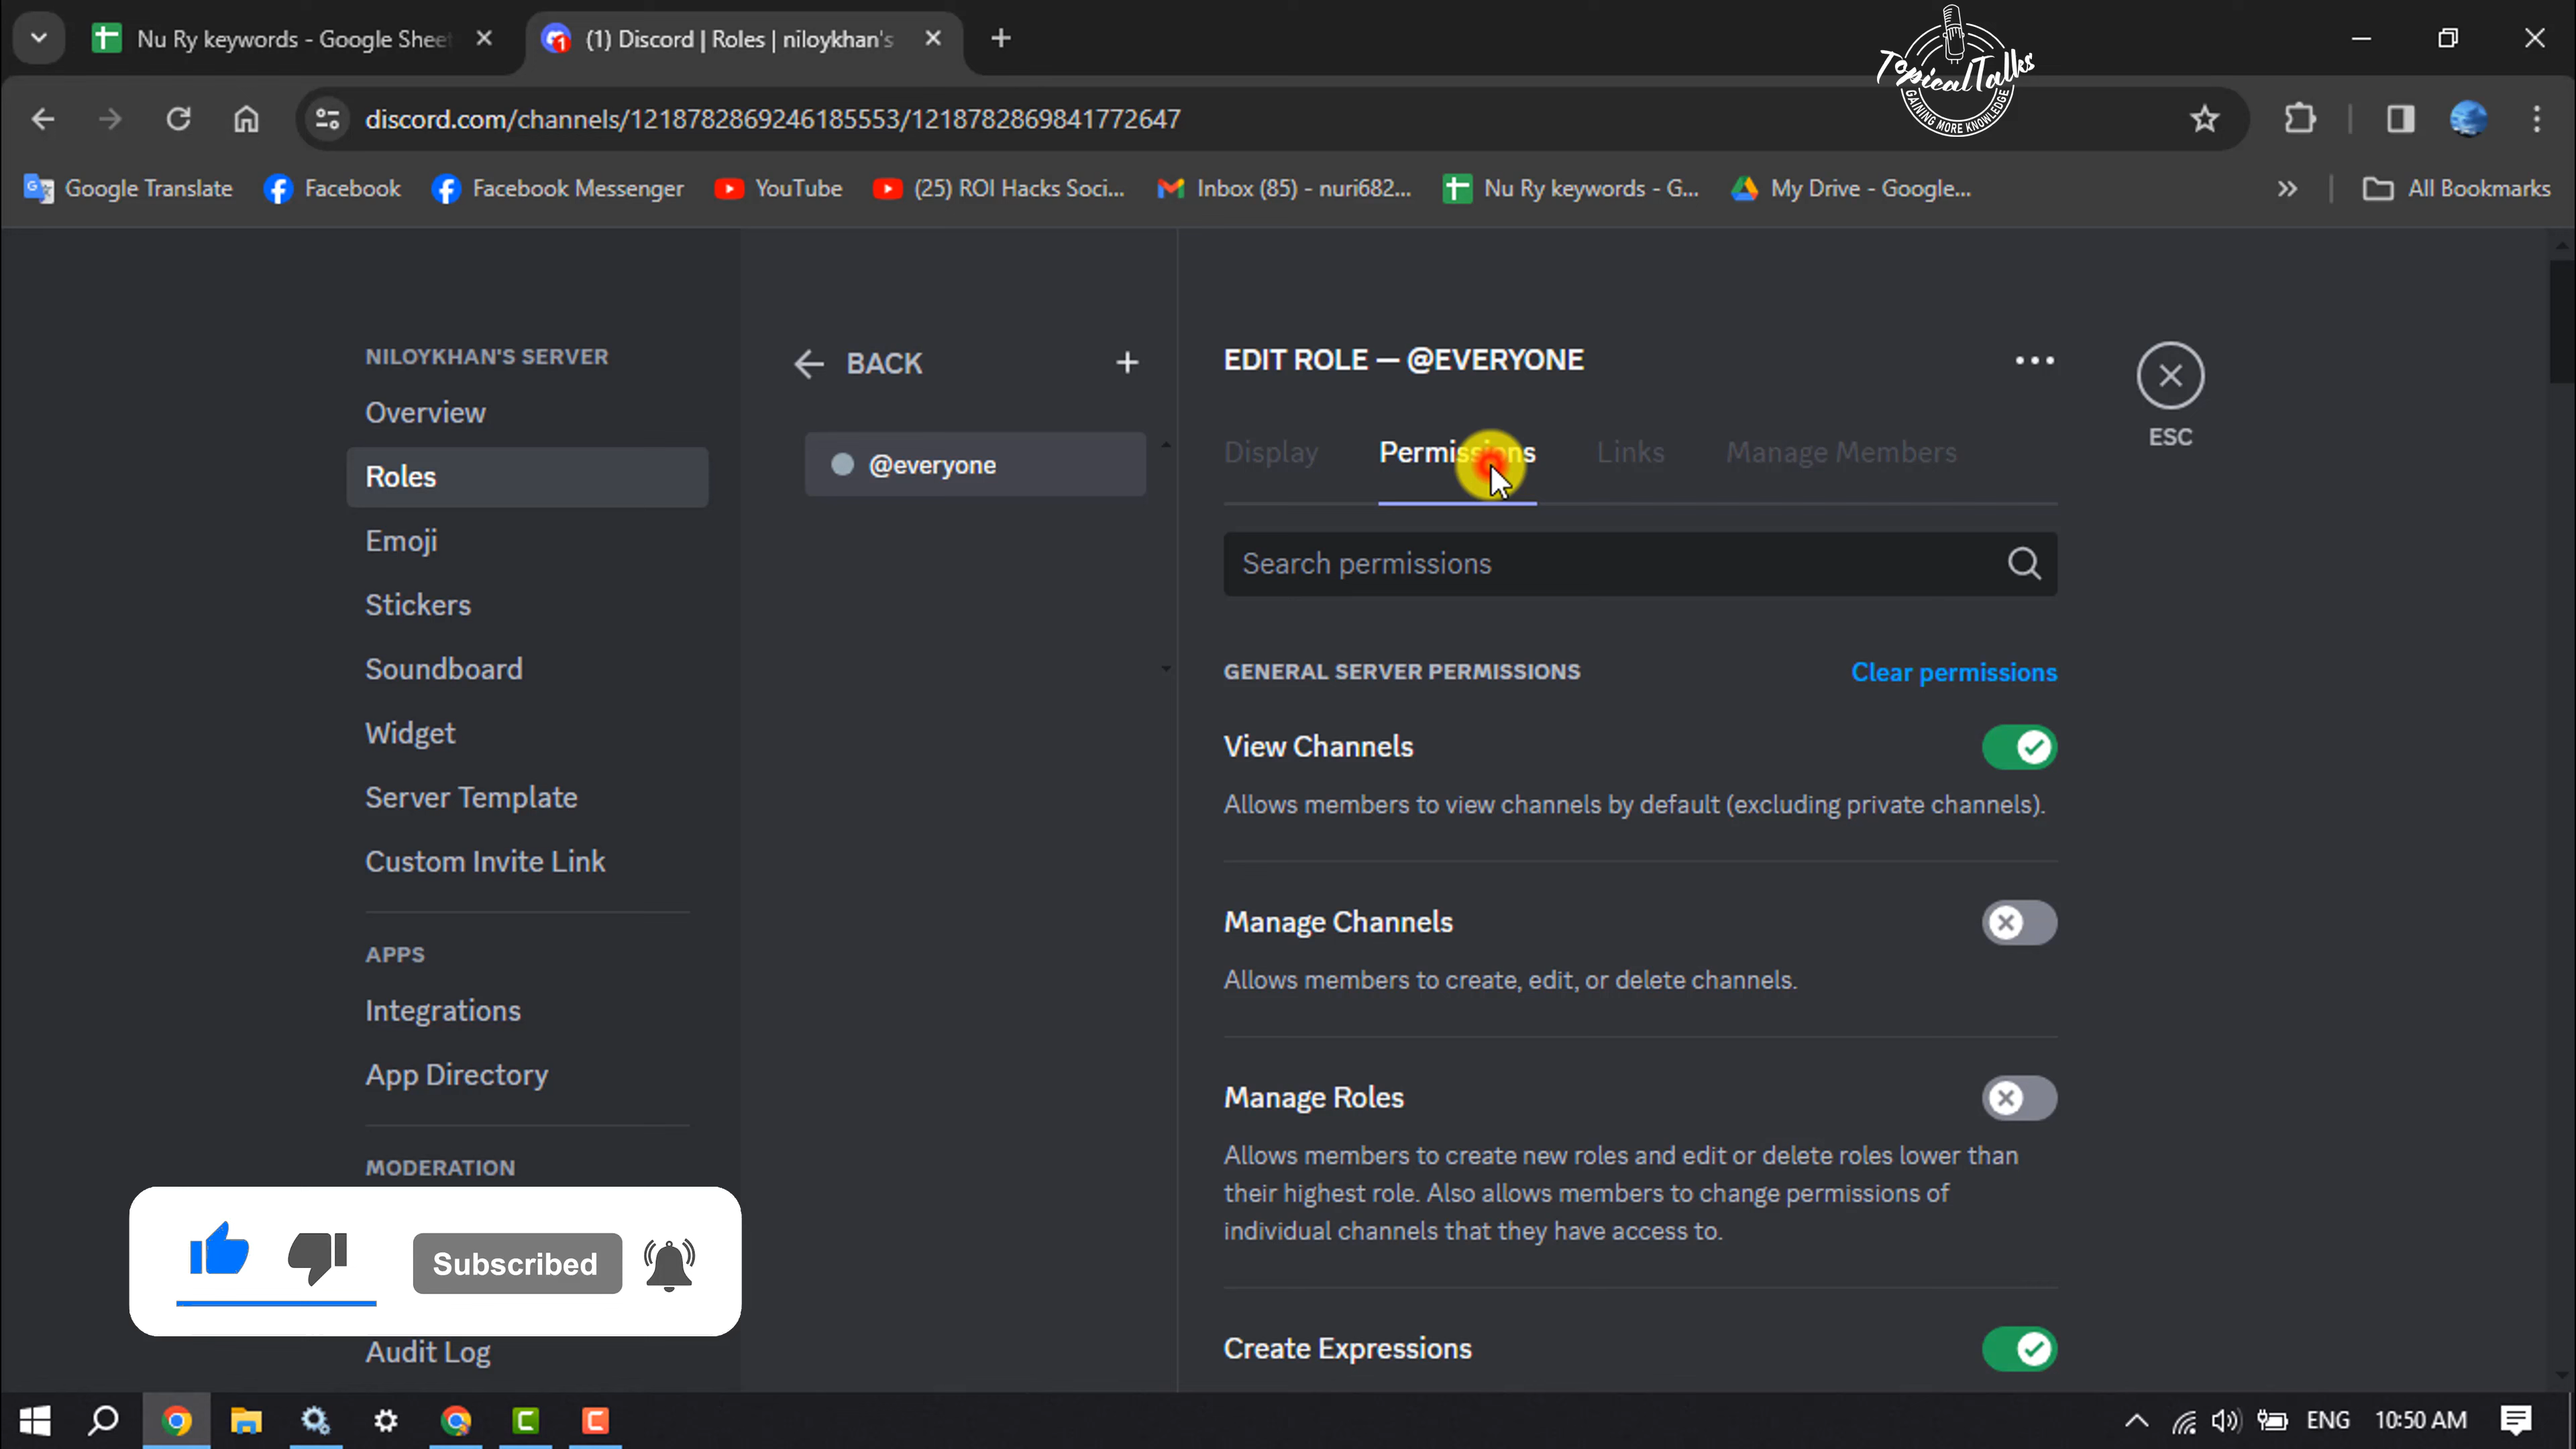 Nu Ry keywords - Google Sheet
(1) Discord | Roles | niloykhan's
TopicalTalks
GAINING MORE KNOWLEDGE
discord.com/channels/1218782869246185553/1218782869841772647
Google Translate
Facebook
Facebook Messenger
YouTube
(25) ROI Hacks Soci...
Inbox (85) - nuri682...
Nu Ry keywords - G...
My Drive - Google...
All Bookmarks
NILOYKHAN'S SERVER
Overview
Roles
Emoji
Stickers
Soundboard
Widget
Server Template
Custom Invite Link
APPS
Integrations
App Directory
MODERATION
Subscribed
Audit Log
BACK
@everyone
EDIT ROLE — @EVERYONE
ESC
Display Permissions Links Manage Members
Search permissions
GENERAL SERVER PERMISSIONS
Clear permissions
View Channels
Allows members to view channels by default (excluding private channels).
Manage Channels
Allows members to create, edit, or delete channels.
Manage Roles
Allows members to create new roles and edit or delete roles lower than
their highest role. Also allows members to change permissions of
individual channels that they have access to.
Create Expressions
ENG
10:50 AM